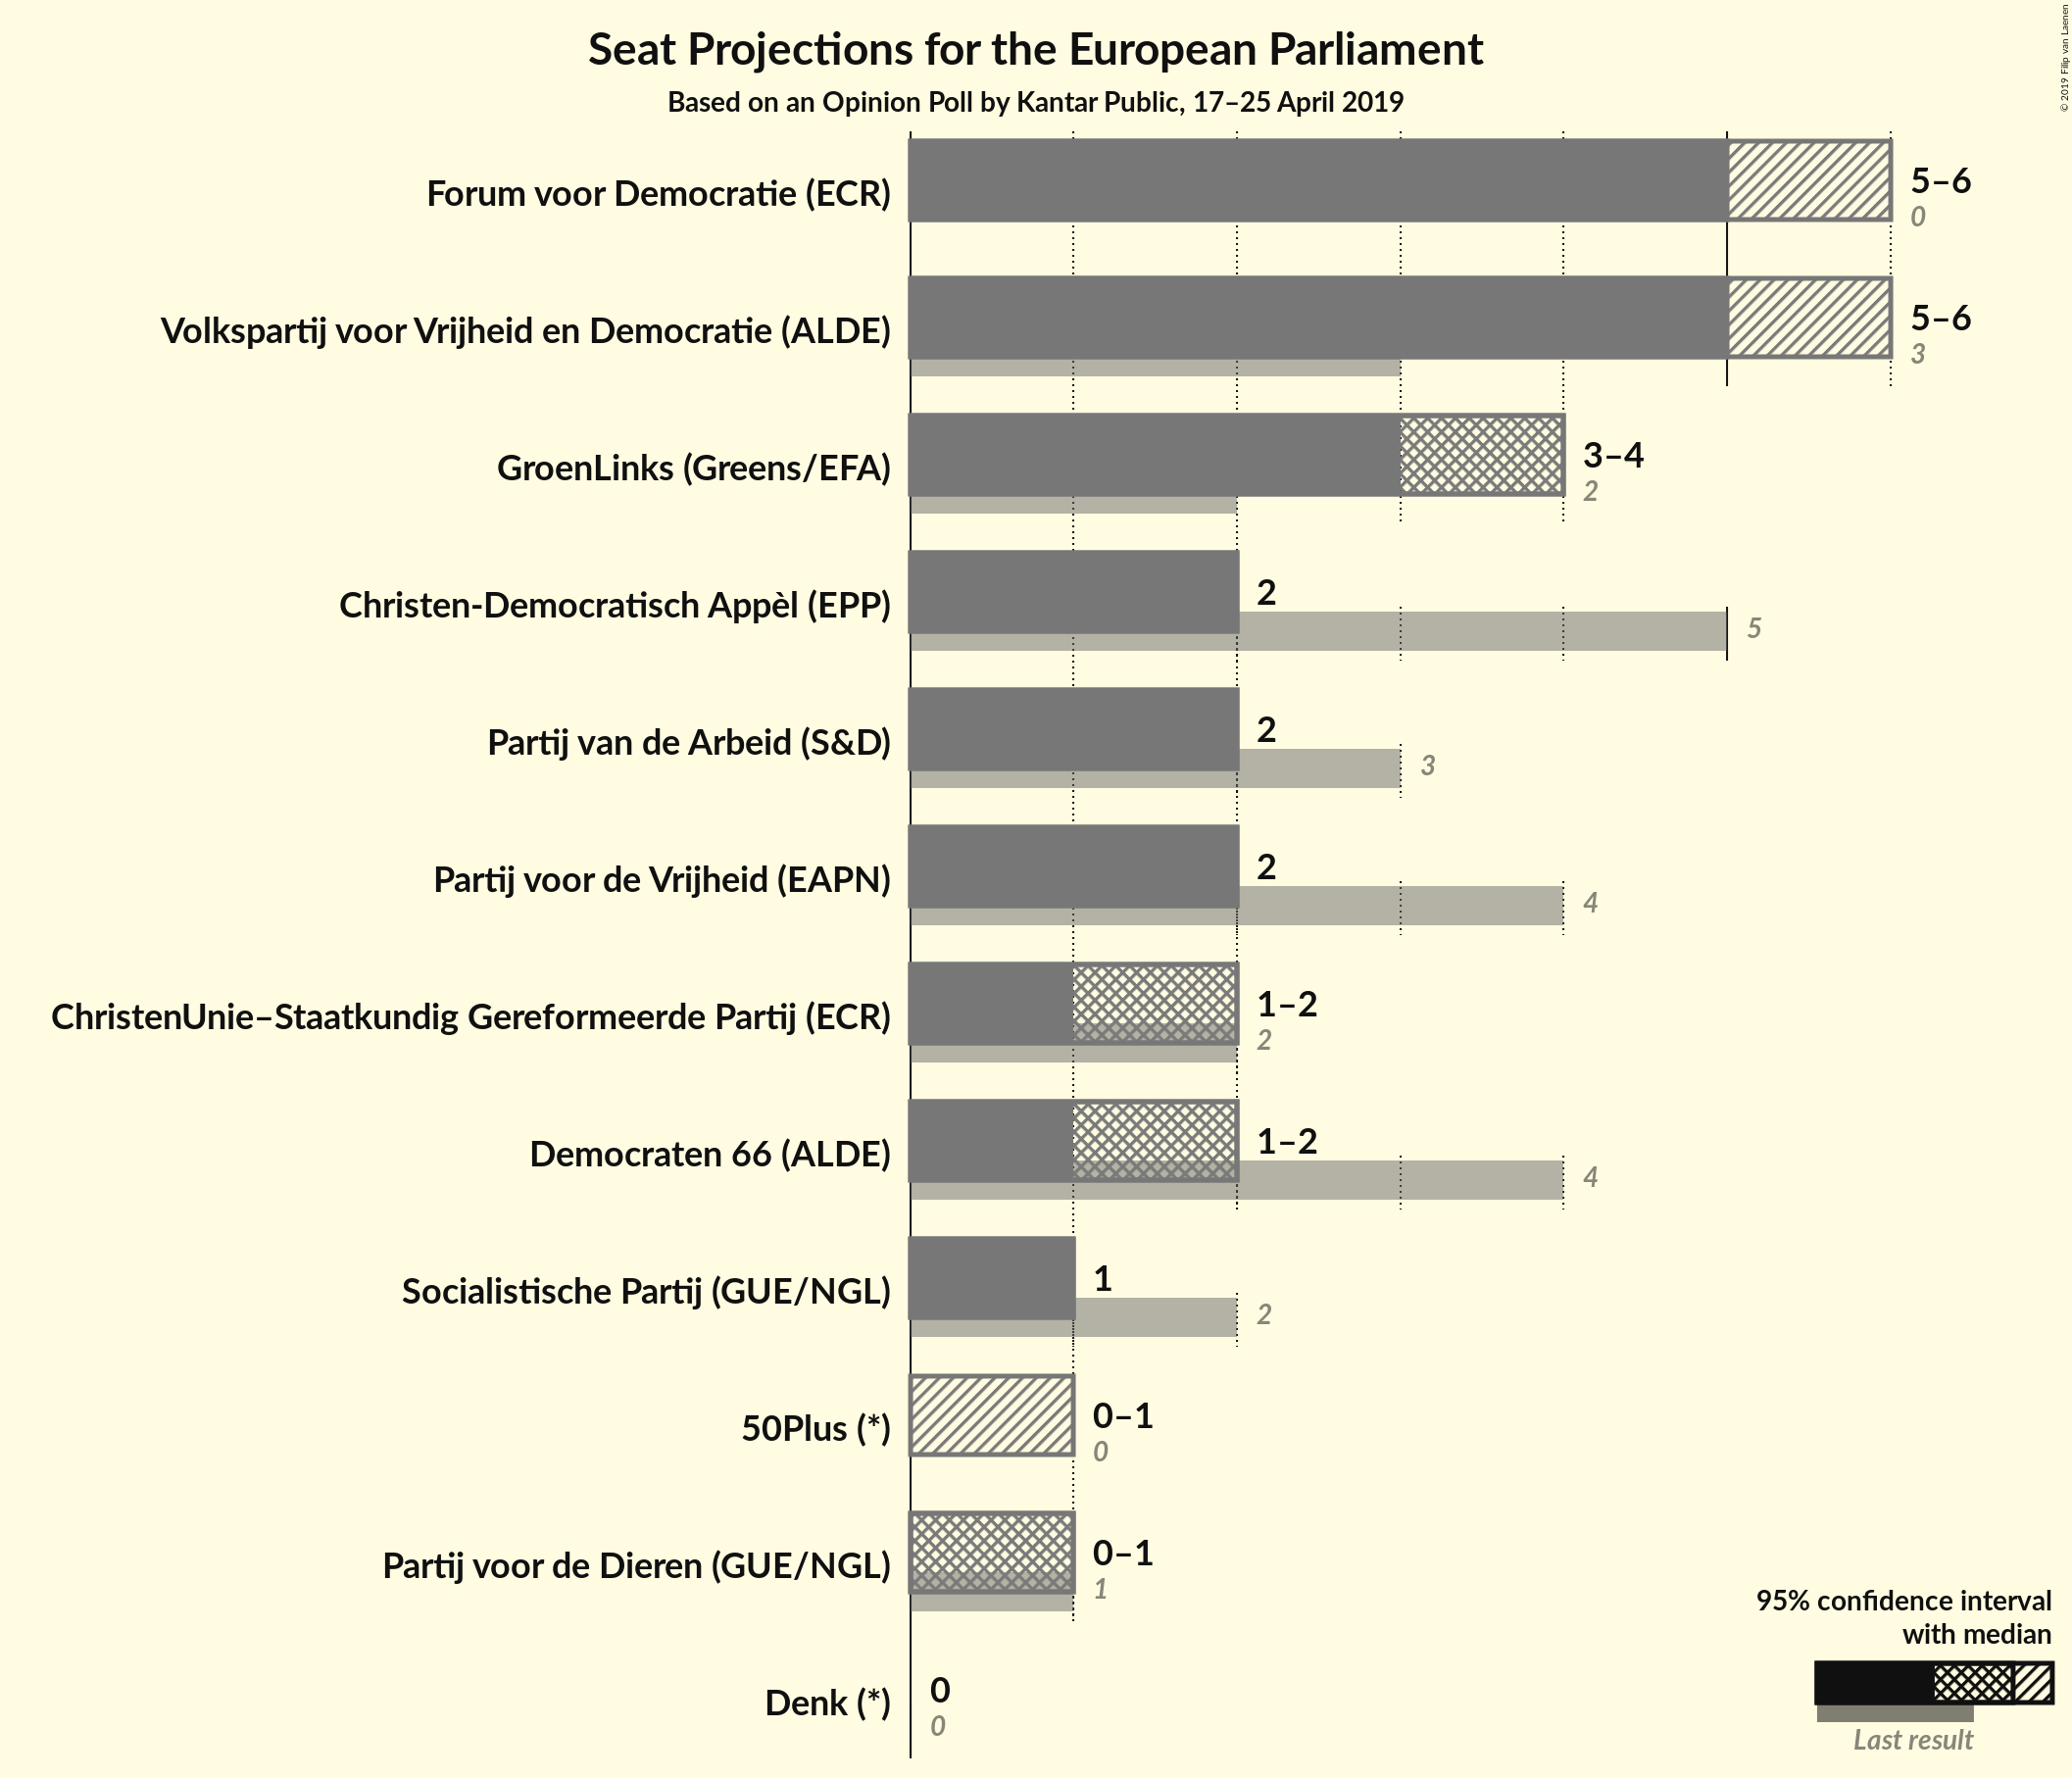 Seat Projections for the European Parliament
Based on an Opinion Poll by Kantar Public, 17–25 April 2019
© 2019 Filip van Laenen
Forum voor Democratie (ECR)
5–6
0
Volkspartij voor Vrijheid en Democratie (ALDE)
5–6
3
GroenLinks (Greens/EFA)
3–4
2
Christen-Democratisch Appèl (EPP)
2
5
Partij van de Arbeid (S&D)
2
3
Partij voor de Vrijheid (EAPN)
2
4
ChristenUnie–Staatkundig Gereformeerde Partij (ECR)
1–2
2
Democraten 66 (ALDE)
1–2
4
Socialistische Partij (GUE/NGL)
1
2
50Plus (*)
0–1
0
Partij voor de Dieren (GUE/NGL)
0–1
1
Denk (*)
0
0
95% confidence interval
with median
Last result